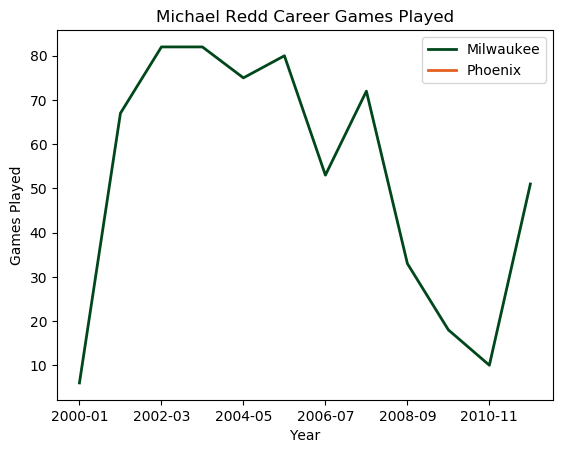 Michael Redd Career Games Played
Milwaukee
Phoenix
80
70
60
50
40
30
20
10
Games Played
2000-01 2002-03 2004-05 2006-07 2008-09 2010-11
Year